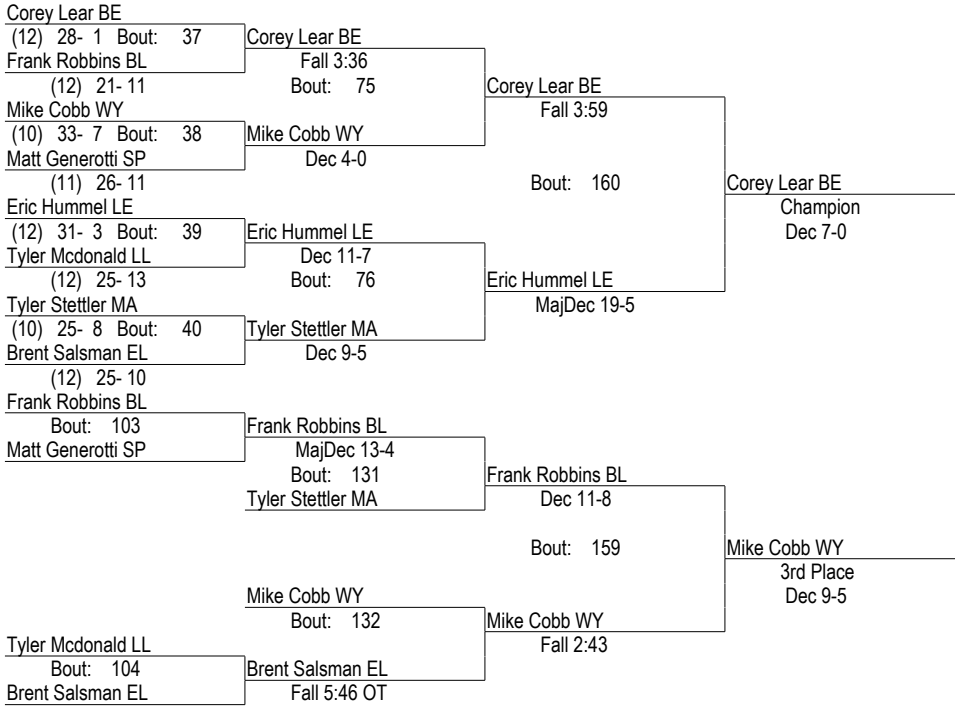 Corey Lear BE
(12) 28- 1 Bout: 37 Corey Lear BE
Frank Robbins BL Fall 3:36
(12) 21- 11 Bout: 75 Corey Lear BE
Mike Cobb WY Fall 3:59
(10) 33- 7 Bout: 38 Mike Cobb WY
Matt Generotti SP Dec 4-0
(11) 26- 11 Bout: 160 Corey Lear BE
Eric Hummel LE Champion
(12) 31- 3 Bout: 39 Eric Hummel LE Dec 7-0
Tyler Mcdonald LL Dec 11-7
(12) 25- 13 Bout: 76 Eric Hummel LE
Tyler Stettler MA MajDec 19-5
(10) 25- 8 Bout: 40 Tyler Stettler MA
Brent Salsman EL Dec 9-5
(12) 25- 10
Frank Robbins BL
Bout: 103 Frank Robbins BL
Matt Generotti SP MajDec 13-4
Bout: 131 Frank Robbins BL
Tyler Stettler MA Dec 11-8
Bout: 159 Mike Cobb WY
3rd Place
Mike Cobb WY Dec 9-5
Bout: 132 Mike Cobb WY
Tyler Mcdonald LL Fall 2:43
Bout: 104 Brent Salsman EL
Brent Salsman EL Fall 5:46 OT